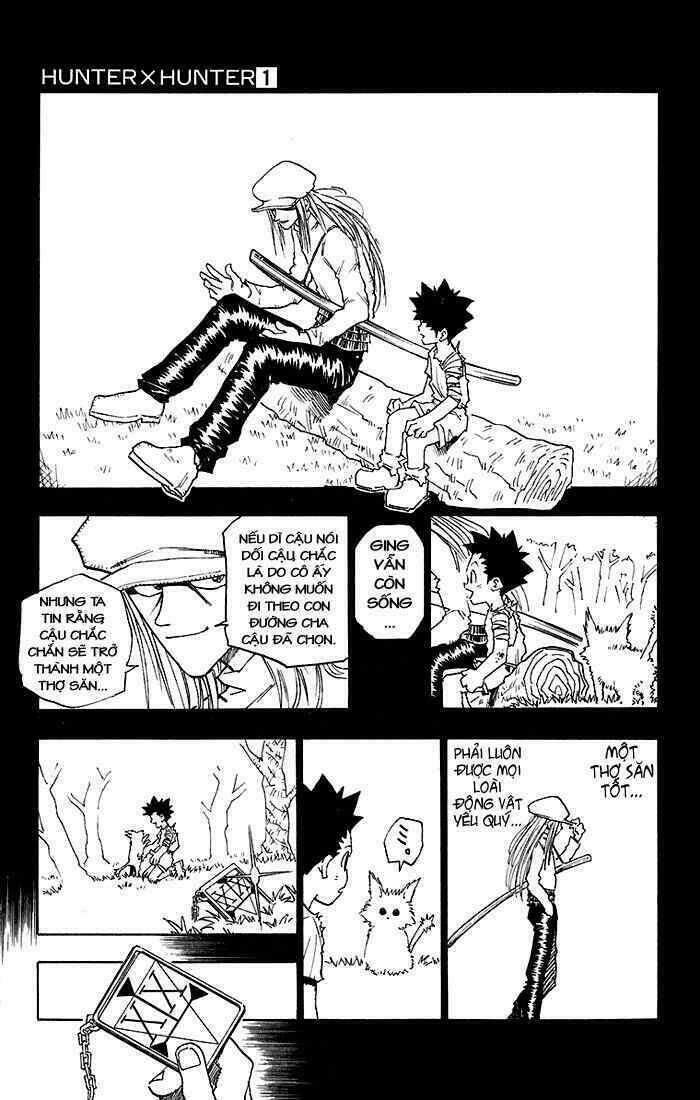 HUNTER×HUNTER 1
GING
VẪN
CÒN
SỐNG
...
NẾU DÌ CẬU NÓI
DỐI CẬU, CHẮC
LÀ DO CÔ ẤY
KHÔNG MUỐN
ĐI THEO CON
ĐƯỜNG CHA
CẬU ĐÃ CHỌN.
NHƯNG TA
TIN RẰNG
CẬU CHẮC
CHẮN SẼ TRỞ
THÀNH MỘT
THỢ SĂN...
MỘT
THỢ SĂN
TỐT...
PHẢI LUÔN
ĐƯỢC MỌI
LOÀI
ĐỘNG VẬT
YÊU QUÝ...